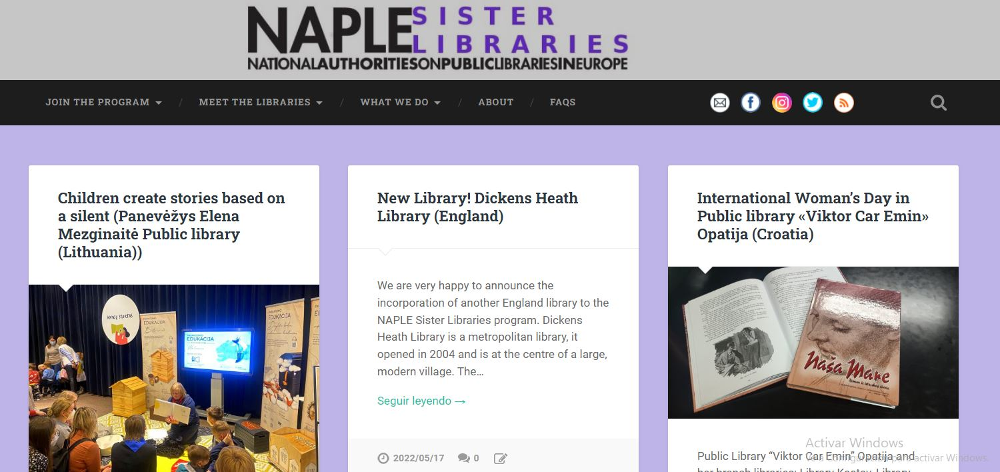 NAPLE SISTER
LIBRARIES
NATIONALAUTHORITIESONPUBLICLIBRARIESINEUROPE
JOIN THE PROGRAM / MEET THE LIBRARIES / WHAT WE DO / ABOUT / FAQS
Children create stories based on
a silent (Panevėžys Elena
Mezginaitė Public library
(Lithuania))
KNYGŲ STARTAS
EDUKACIJA
EDUKACIJA
EDUKACIJA
New Library! Dickens Heath
Library (England)
We are very happy to announce the
incorporation of another England library to the
NAPLE Sister Libraries program. Dickens
Heath Library is a metropolitan library, it
opened in 2004 and is at the centre of a large,
modern village. The…
Seguir leyendo →
2022/05/17 0
International Woman’s Day in
Public library «Viktor Car Emin»
Opatija (Croatia)
Naša Mare
Activar Windows
Public Library “Viktor Car Emin” Opatija and
Ve a Configuración para activar Windows.
her branch libraries: Library Kastav, Library